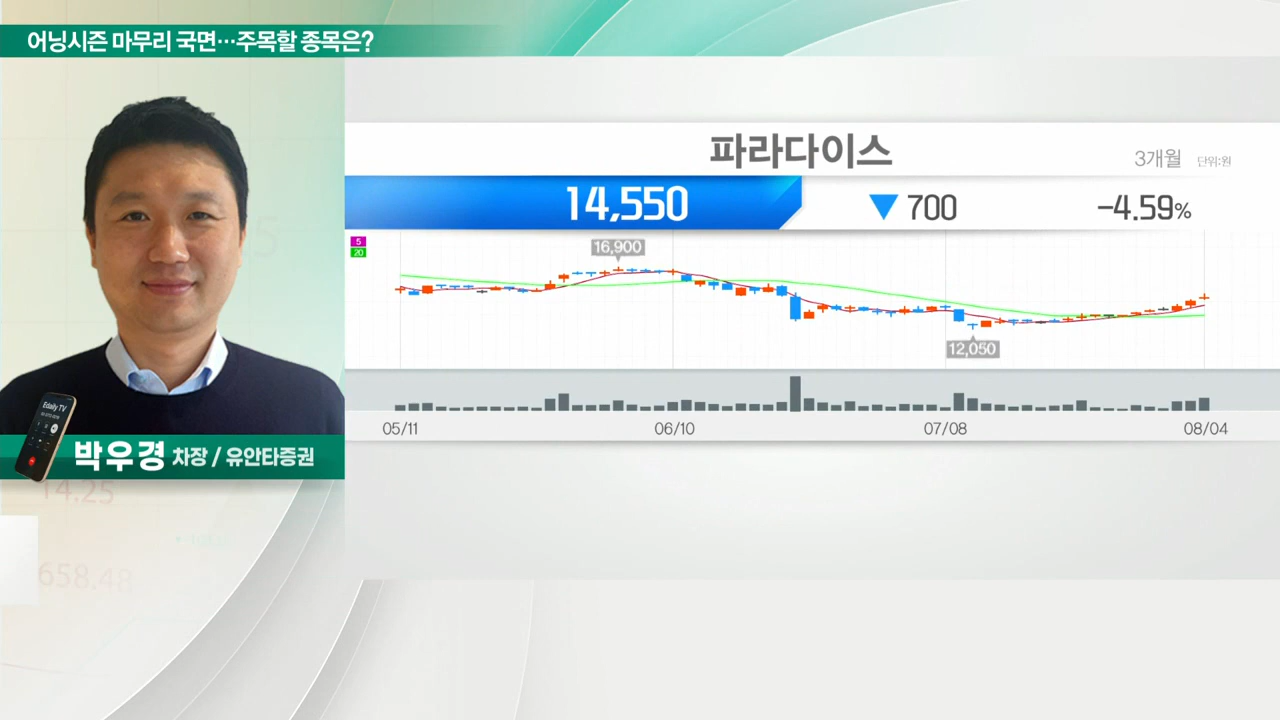 어닝시즌 마무리 국면…주목할 종목은?
파라다이스
3개월 단위:원
14,550 ▼ 700 -4.59%
5
20
16,900
12,050
05/11 06/10 07/08 08/04
Edaily TV
박우경 차장 / 유안타증권
14.25
658.48